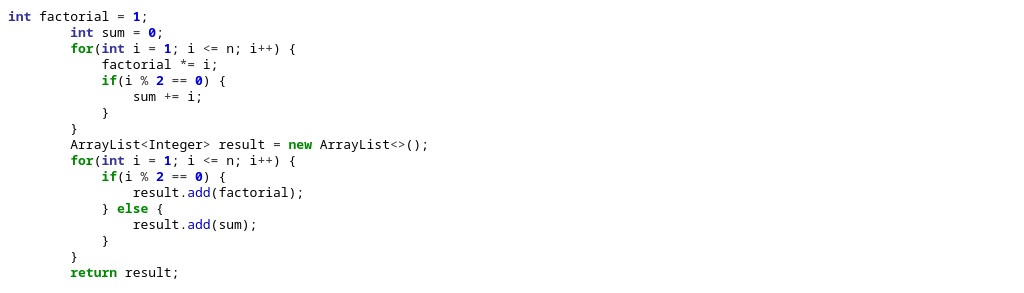 int factorial = 1;
        int sum = 0;
        for(int i = 1; i <= n; i++) {
            factorial *= i;
            if(i % 2 == 0) {
                sum += i;
            }
        }
        ArrayList<Integer> result = new ArrayList<>();
        for(int i = 1; i <= n; i++) {
            if(i % 2 == 0) {
                result.add(factorial);
            } else {
                result.add(sum);
            }
        }
        return result;